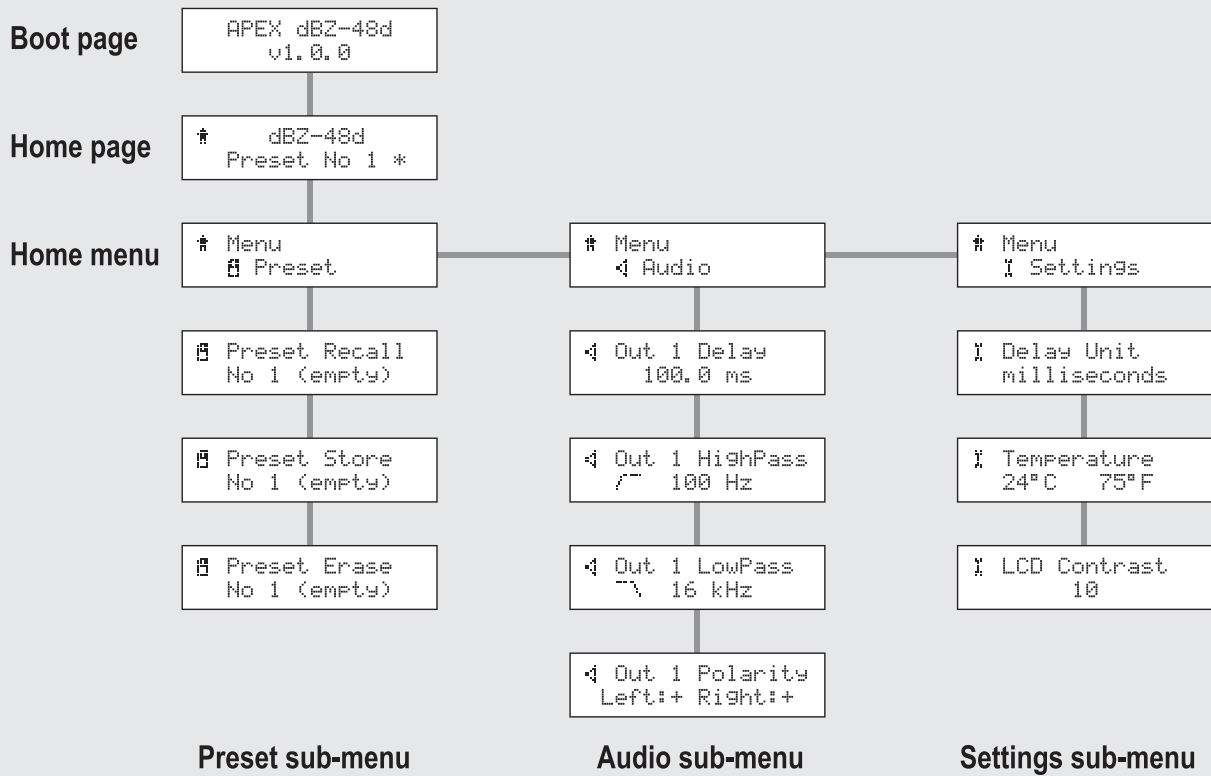 Boot page
APEX dBZ-48d
v1.0.0
Home page
dBZ-48d
Preset No 1 *
Home menu
Menu
Preset
Menu
Audio
Menu
Settings
Preset Recall
No 1 (empty)
Out 1 Delay
100.0 ms
Delay Unit
milliseconds
Preset Store
No 1 (empty)
Out 1 HighPass
100 Hz
Temperature
24°C 75°F
Preset Erase
No 1 (empty)
Out 1 LowPass
16 kHz
LCD Contrast
10
Out 1 Polarity
Left:+ Right:+
Preset sub-menu
Audio sub-menu
Settings sub-menu